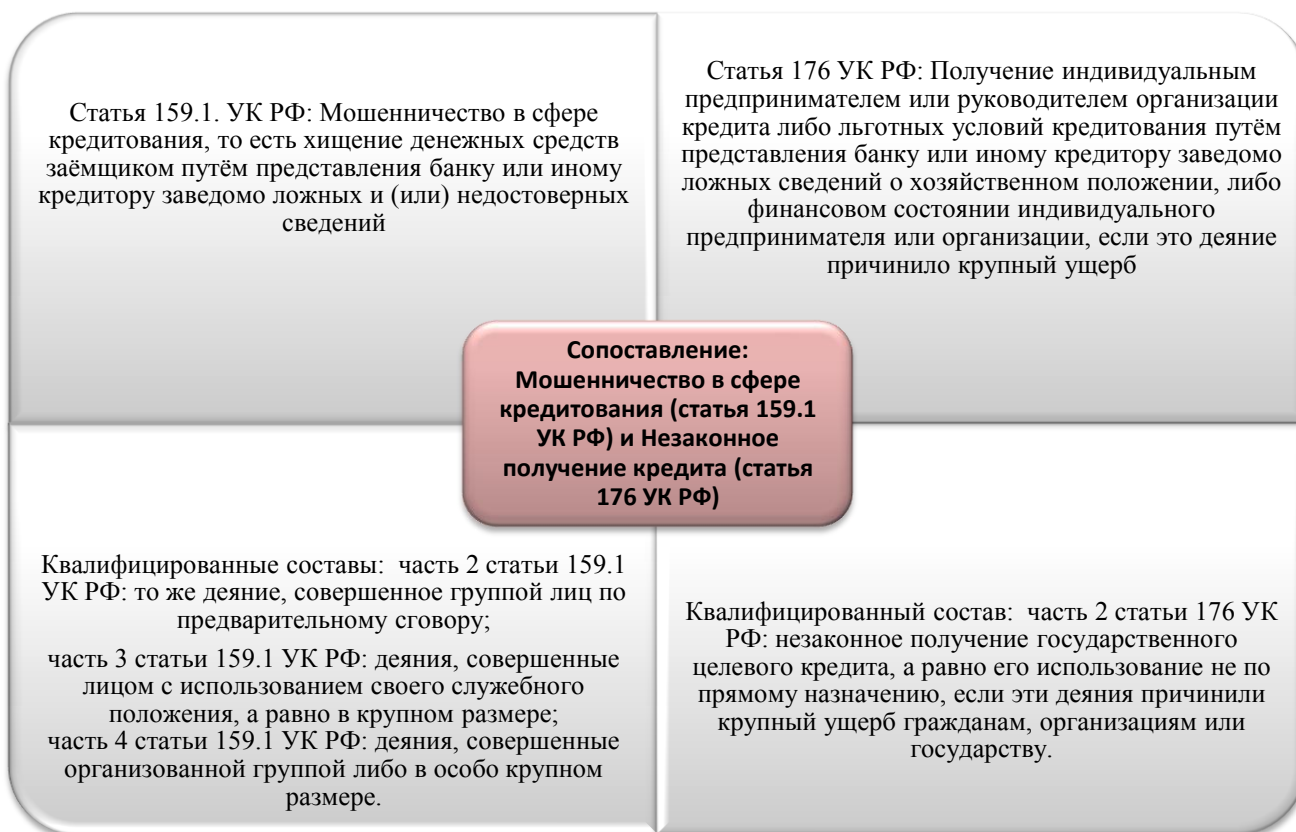 Статья 159.1. УК РФ: Мошенничество в сфере
кредитования, то есть хищение денежных средств
заёмщиком путём представления банку или иному
кредитору заведомо ложных и (или) недостоверных
сведений
Статья 176 УК РФ: Получение индивидуальным
предпринимателем или руководителем организации
кредита либо льготных условий кредитования путём
представления банку или иному кредитору заведомо
ложных сведений о хозяйственном положении, либо
финансовом состоянии индивидуального
предпринимателя или организации, если это деяние
причинило крупный ущерб
Сопоставление:
Мошенничество в сфере
кредитования (статья 159.1
УК РФ) и Незаконное
получение кредита (статья
176 УК РФ)
Квалифицированные составы: часть 2 статьи 159.1
УК РФ: то же деяние, совершенное группой лиц по
предварительному сговору;
часть 3 статьи 159.1 УК РФ: деяния, совершенные
лицом с использованием своего служебного
положения, а равно в крупном размере;
часть 4 статьи 159.1 УК РФ: деяния, совершенные
организованной группой либо в особо крупном
размере.
Квалифицированный состав: часть 2 статьи 176 УК
РФ: незаконное получение государственного
целевого кредита, а равно его использование не по
прямому назначению, если эти деяния причинили
крупный ущерб гражданам, организациям или
государству.